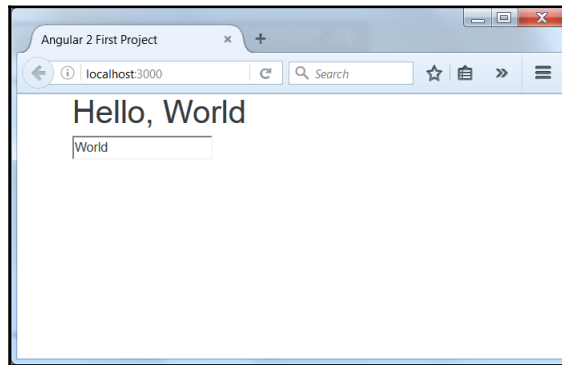 Angular 2 First Project
localhost:3000
Search
Hello, World
World